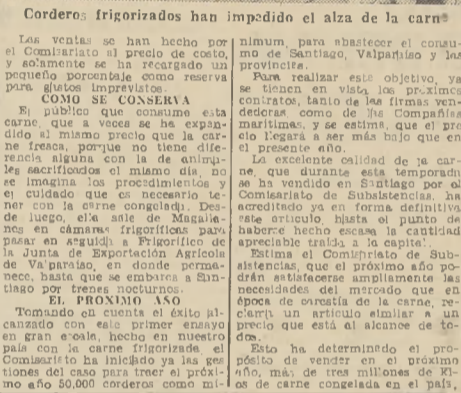 Corderos frigorizados han impedido el alza de la carne
Las ventas se han hecho por
el Comisariato al precio de costo,
y solamente se ha recargado un
pequeño porcentaje como reserva
para gastos imprevistos.
COMO SE CONSERVA
El público que consume esta
carne, que a veces se ha expan-
dido al mismo precio que la car-
ne fresca, porque no tiene dife-
rencia alguna con la de anima-
les sacrificados el mismo día, no
se imagina los procedimientos y
el cuidado que es necesario te-
ner con la carne congelada. Des-
de luego, ella sale de Magalla-
nes en cámaras frigoríficas para
pasar en seguida a Frigorífico de
la Junta de Exportación Agrícola
de Valparaíso, en donde perma-
nece, hasta que se embarca a San-
tiago por trenes nocturnos.
EL PROXIMO AÑO
Tomando en cuenta el éxito al-
canzado con este primer ensayo
en gran escala, hecho en nuestro
país con la carne frigorizada, el
Comisariato ha iniciado ya las ges-
tiones del caso para traer el próxi-
mo año 50,000 corderos como mí-
nimum, para abastecer el consu-
mo de Santiago, Valparaíso y las
provincias.
Para realizar este objetivo, ya
se tienen en vista los próximos
contratos, tanto de las firmas ven-
dedoras, como de las Compañías
marítimas, y se estima, que el pre-
cio llegará a ser más bajo que en
el presente año.
La excelente calidad de la car-
ne, que durante esta temporada
se ha vendido en Santiago por el
Comisariato de Subsistencias, ha
acreditado ya en forma definitiva
este artículo, hasta el punto de
haberse hecho escasa la cantidad
apreciable traída a la capital.
Estima el Comisariato de Sub-
sistencias, que el próximo año po-
drán satisfacerse ampliamente las
necesidades del mercado que en
época de carestía de la carne, re-
clama un artículo similar a un
precio que está al alcance de to-
dos.
Esto ha determinado el pro-
pósito de vender en el próximo
año, más de tres millones de ki-
los de carne congelada en el país,